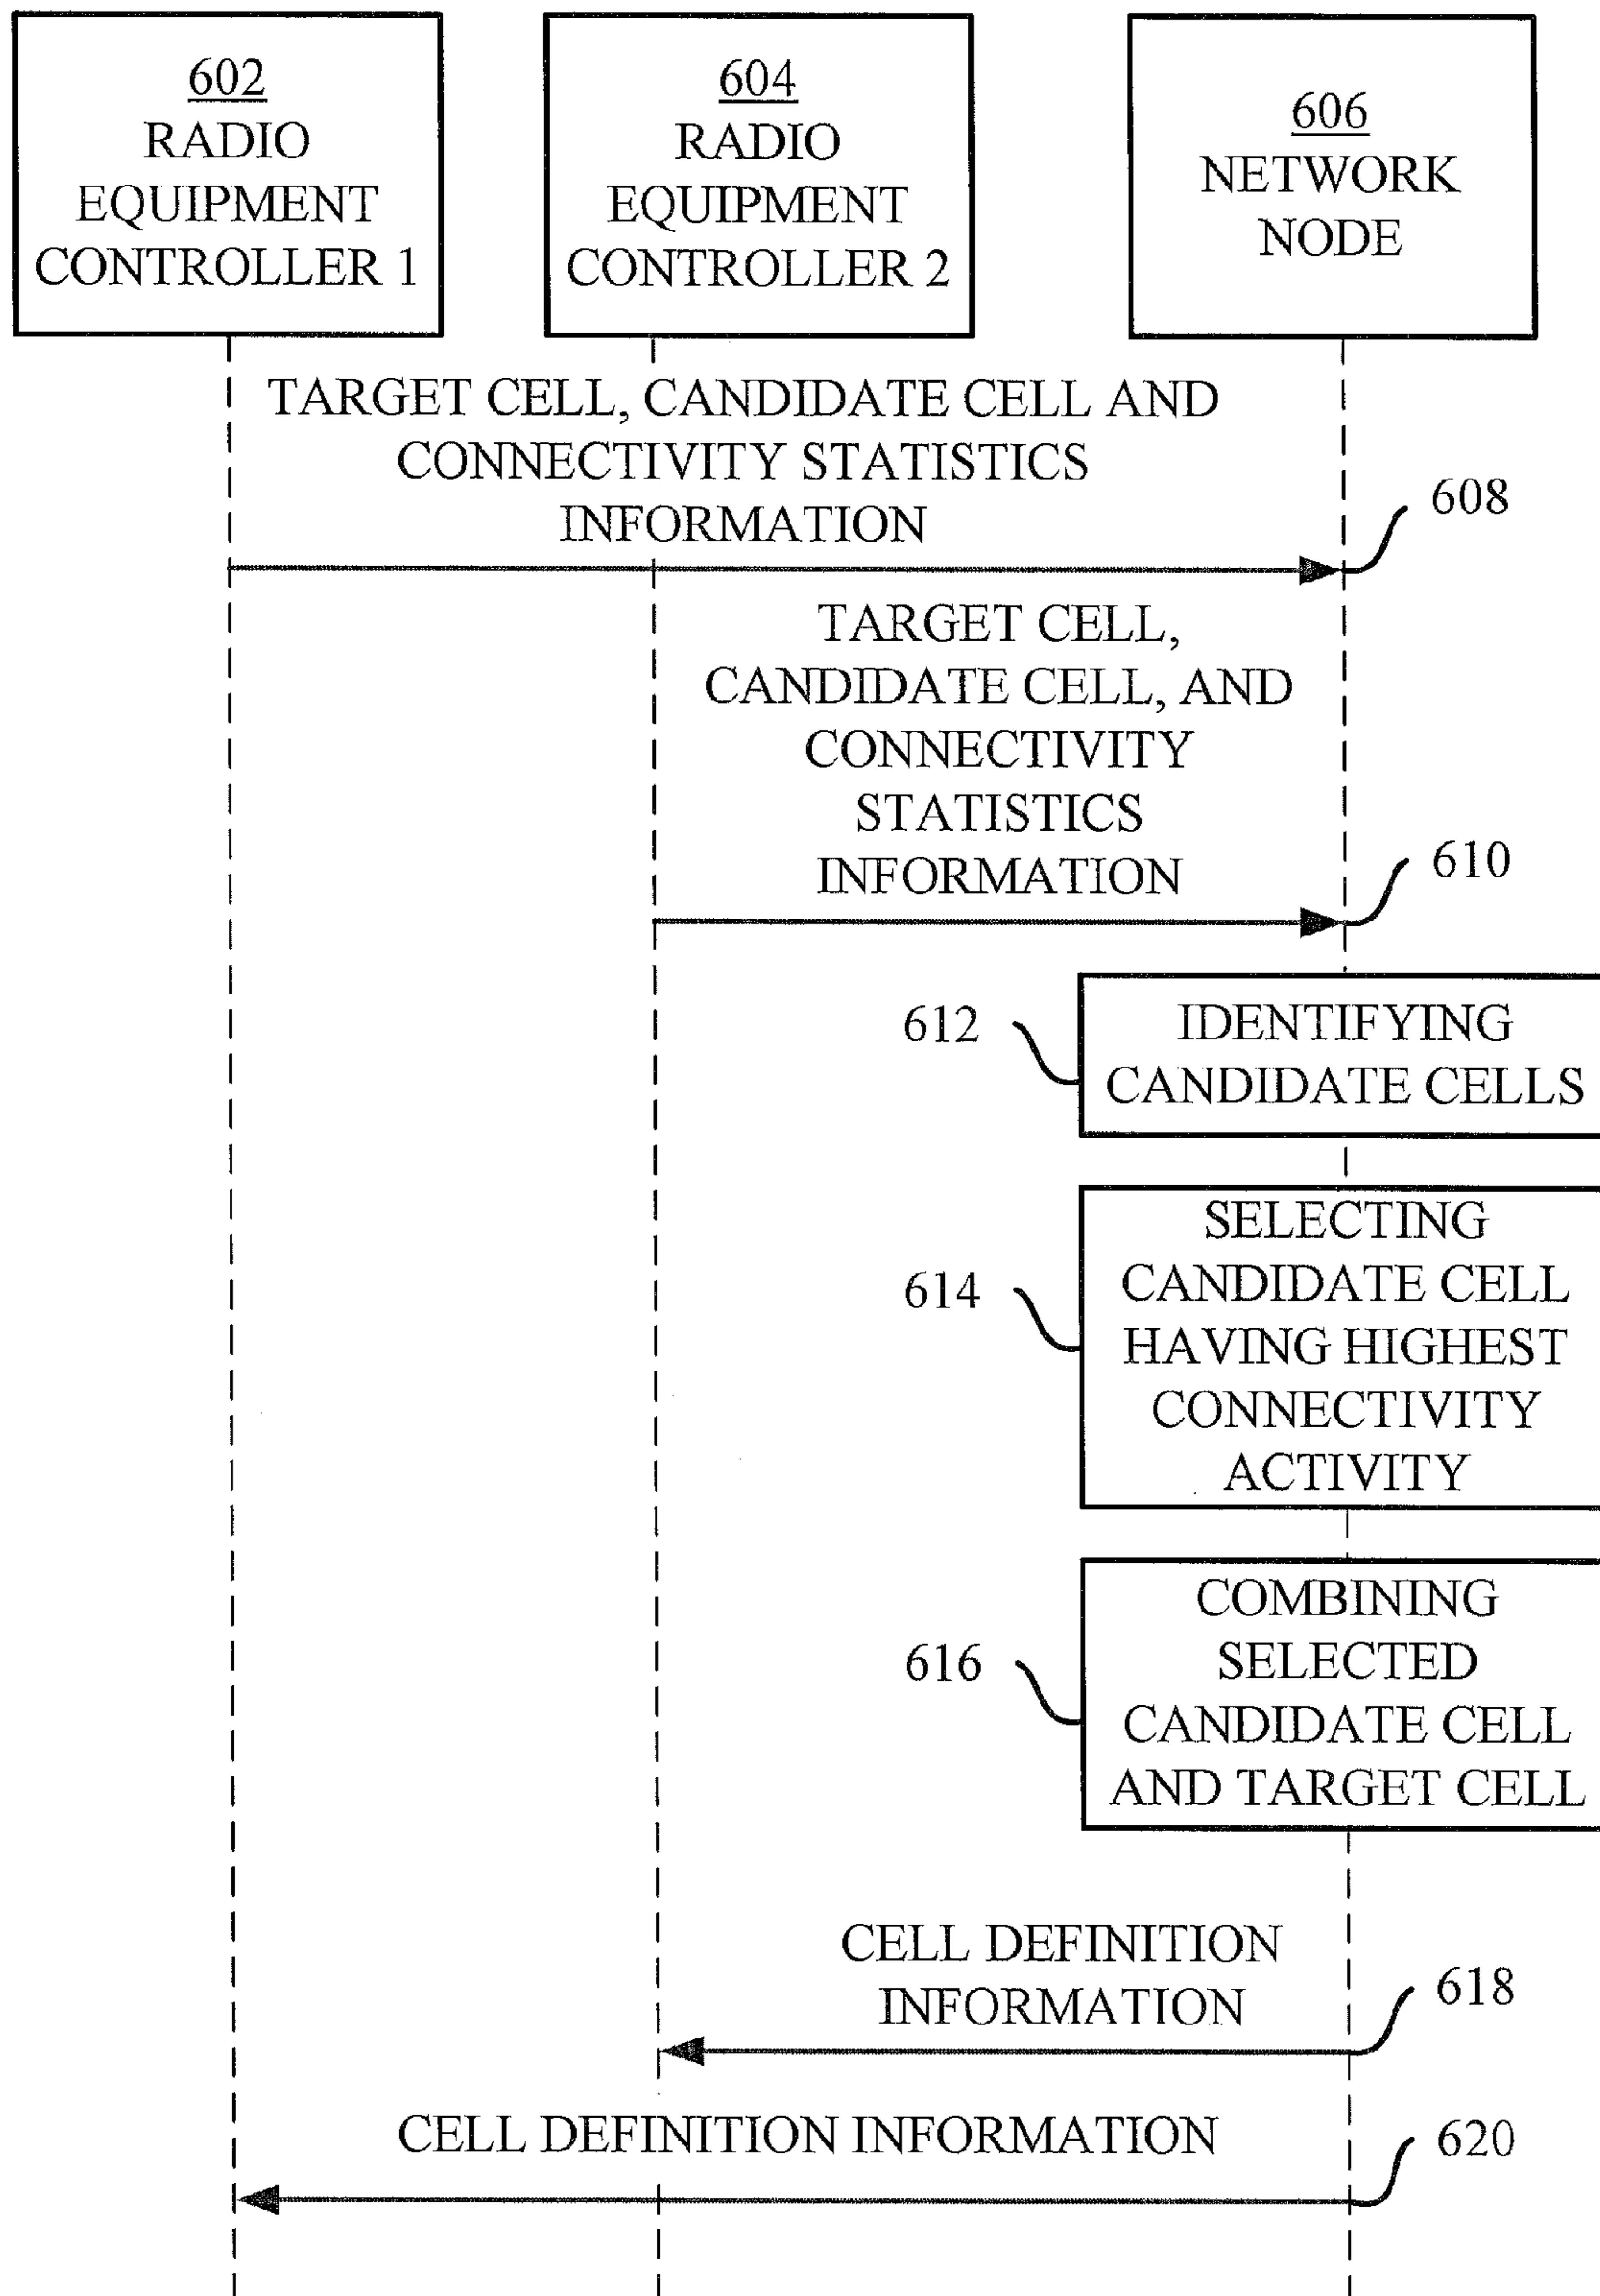 602
RADIO
EQUIPMENT
CONTROLLER 1
604
RADIO
EQUIPMENT
CONTROLLER 2
606
NETWORK
NODE
TARGET CELL, CANDIDATE CELL AND
CONNECTIVITY STATISTICS
INFORMATION
608
TARGET CELL,
CANDIDATE CELL, AND
CONNECTIVITY
STATISTICS
INFORMATION
610
612
IDENTIFYING
CANDIDATE CELLS
614
SELECTING
CANDIDATE CELL
HAVING HIGHEST
CONNECTIVITY
ACTIVITY
616
COMBINING
SELECTED
CANDIDATE CELL
AND TARGET CELL
CELL DEFINITION
INFORMATION
618
CELL DEFINITION INFORMATION
620